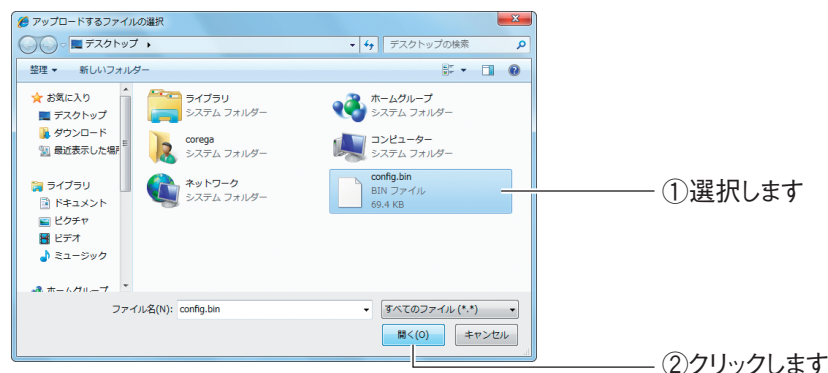 アップロードするファイルの選択
デスクトップ
デスクトップの検索
整理
新しいフォルダー
お気に入り
デスクトップ
ダウンロード
最近表示した場所
ライブラリ
ドキュメント
ピクチャ
ビデオ
ミュージック
ホームグループ
ライブラリ
システム フォルダー
ホームグループ
システム フォルダー
corega
システム フォルダー
コンピューター
システム フォルダー
ネットワーク
システム フォルダー
config.bin
BIN ファイル
69.4 KB
①選択します
ファイル名(N): config.bin
すべてのファイル (*.*)
開く(O)
キャンセル
②クリックします